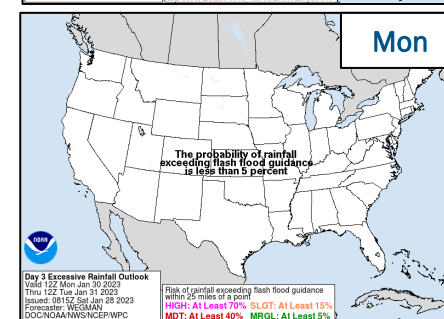 Mon
The probability of rainfall
exceeding flash flood guidance
is less than 5 percent
NOAA
Day 3 Excessive Rainfall Outlook
Valid 12Z Mon Jan 30 2023
Thru 12Z Tue Jan 31 2023
Issued: 0815Z Sat Jan 28 2023
Forecaster: WEGMAN
DOC/NOAA/NWS/NCEP/WPC
Risk of rainfall exceeding flash flood guidance
within 25 miles of a point
HIGH: At Least 70% SLGT: At Least 15%
MDT: At Least 40% MRGL: At Least 5%